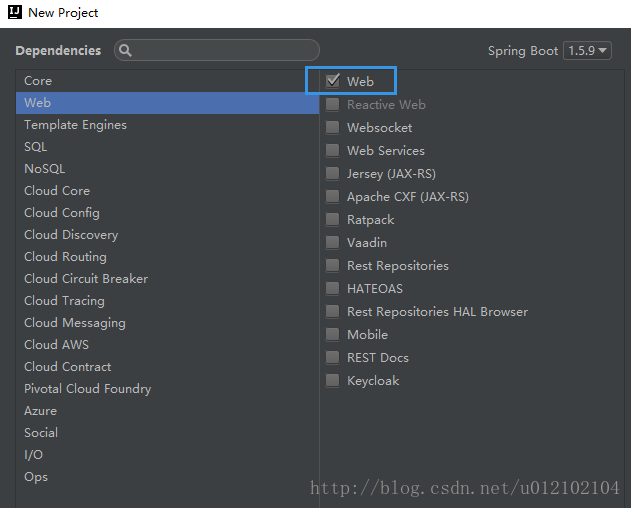 New Project
Dependencies
Spring Boot 1.5.9
Core
Web
Template Engines
SQL
NoSQL
Cloud Core
Cloud Config
Cloud Discovery
Cloud Routing
Cloud Circuit Breaker
Cloud Tracing
Cloud Messaging
Cloud AWS
Cloud Contract
Pivotal Cloud Foundry
Azure
Social
I/O
Ops
Web
Reactive Web
Websocket
Web Services
Jersey (JAX-RS)
Apache CXF (JAX-RS)
Ratpack
Vaadin
Rest Repositories
HATEOAS
Rest Repositories HAL Browser
Mobile
REST Docs
Keycloak
http://blog.csdn.net/u012102104